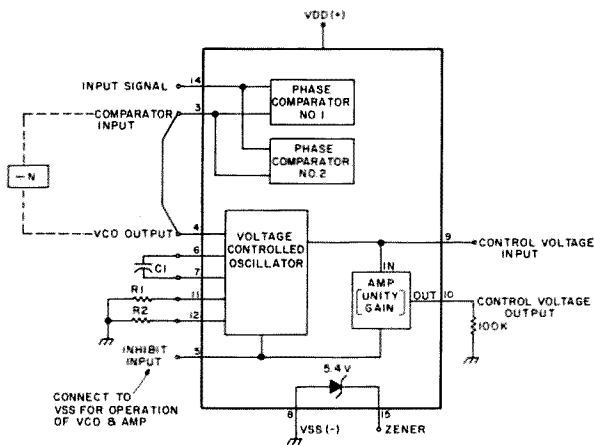 VDD (+)
INPUT SIGNAL
14
PHASE
COMPARATOR
NO. 1
COMPARATOR
INPUT
3
PHASE
COMPARATOR
NO. 2
-N
VCO OUTPUT
4
VOLTAGE
CONTROLLED
OSCILLATOR
9
CONTROL VOLTAGE
INPUT
6
C1
7
IN
AMP
[UNITY
GAIN]
OUT
10
CONTROL VOLTAGE
OUTPUT
100K
R1
11
R2
12
INHIBIT
INPUT
5
CONNECT TO
VSS FOR OPERATION
OF VCO & AMP
5.4 V
8
VSS (-)
15
ZENER